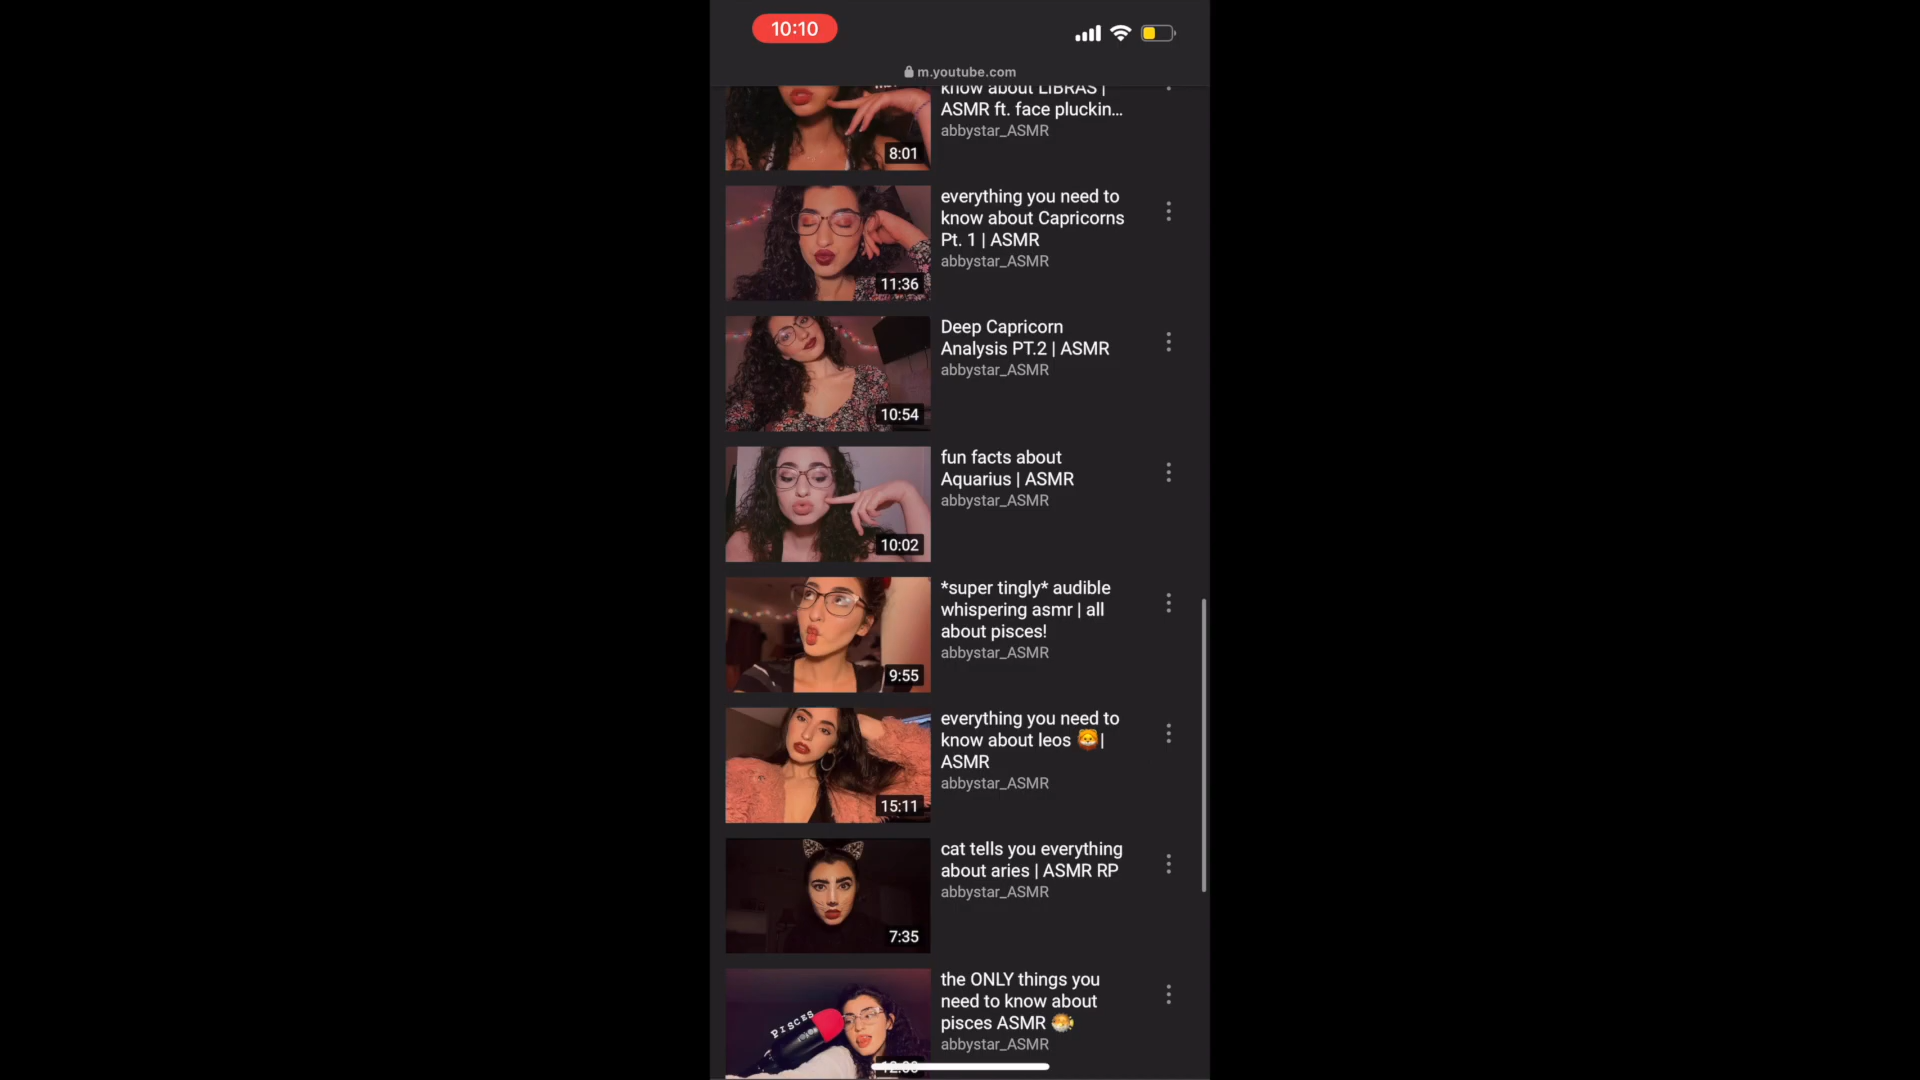 10:10
m.youtube.com
know about LIBRAS |
ASMR ft. face pluckin...
abbystar_ASMR
8:01
everything you need to
know about Capricorns
Pt. 1 | ASMR
abbystar_ASMR
11:36
Deep Capricorn
Analysis PT.2 | ASMR
abbystar_ASMR
10:54
fun facts about
Aquarius | ASMR
abbystar_ASMR
10:02
*super tingly* audible
whispering asmr | all
about pisces!
abbystar_ASMR
9:55
everything you need to
know about leos 🦁|
ASMR
abbystar_ASMR
15:11
cat tells you everything
about aries | ASMR RP
abbystar_ASMR
7:35
the ONLY things you
need to know about
pisces ASMR 🐡
abbystar_ASMR
PISCES